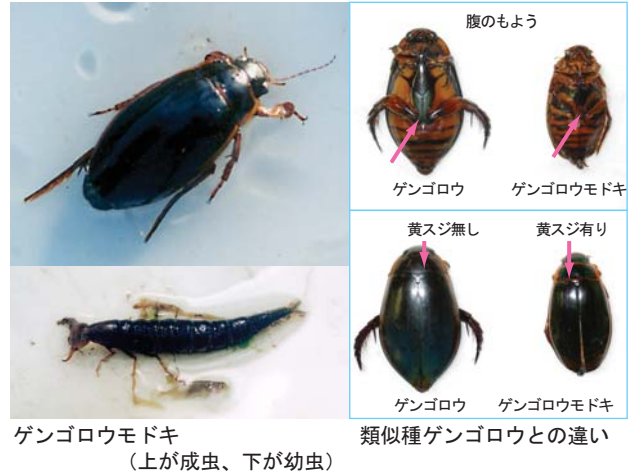 腹のもよう
ゲンゴロウ ゲンゴロウモドキ
黄スジ無し 黄スジ有り
ゲンゴロウ ゲンゴロウモドキ
ゲンゴロウモドキ
（上が成虫、下が幼虫）
類似種ゲンゴロウとの違い